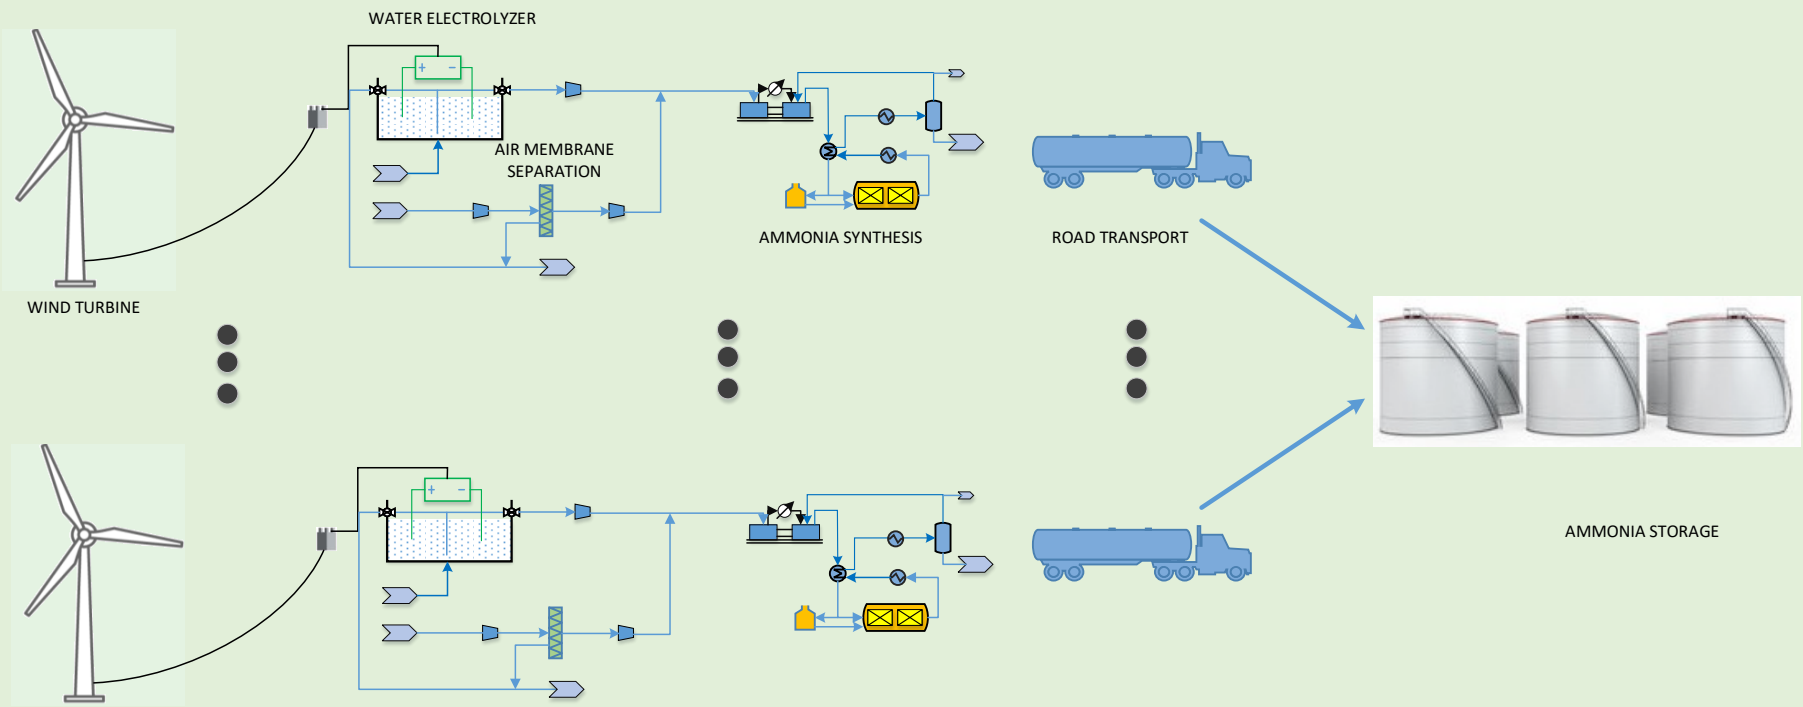 WATER ELECTROLYZER
+ -
AIR MEMBRANE
SEPARATION
AMMONIA SYNTHESIS
ROAD TRANSPORT
WIND TURBINE
+ -
AMMONIA STORAGE